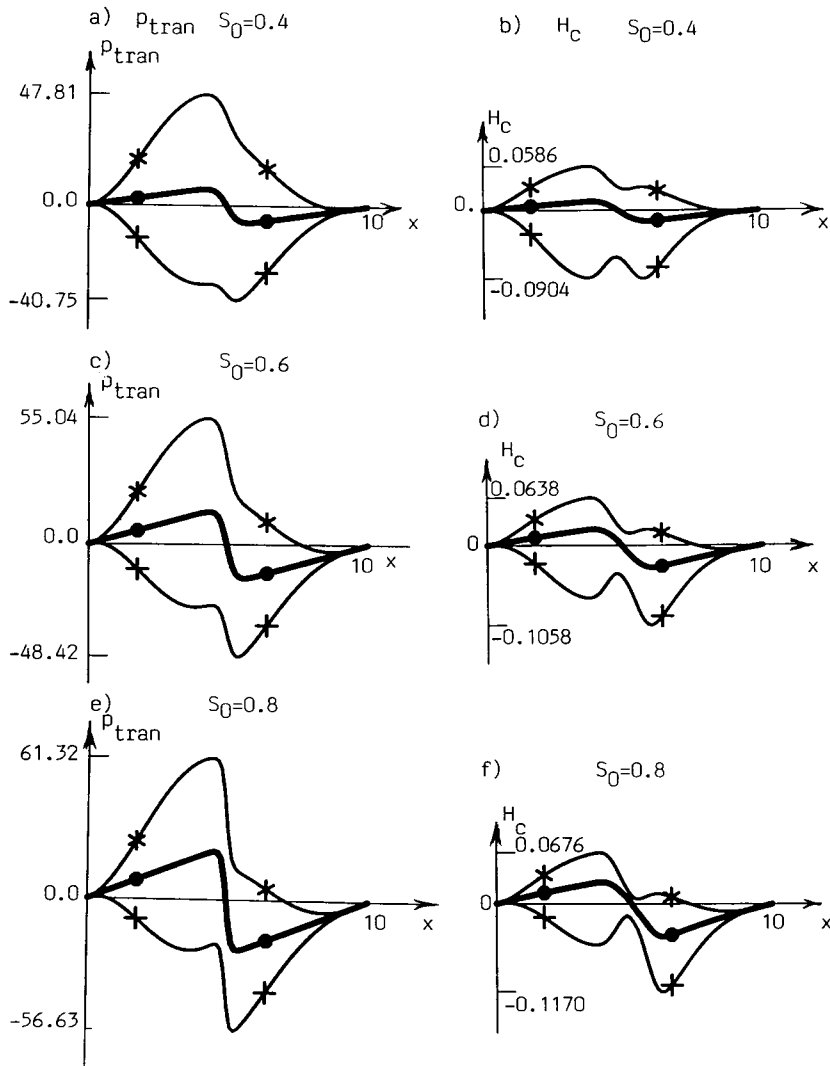 a) p_tran S_0=0.4
p_tran
47.81
0.0
-40.75
10
x
b) H_c S_0=0.4
H_c
0.0586
0.
-0.0904
10
x
c) S_0=0.6
p_tran
55.04
0.0
-48.42
10 x
d) S_0=0.6
H_c
0.0638
0
-0.1058
10
x
e) S_0=0.8
p_tran
61.32
0.0
-56.63
10
x
f) S_0=0.8
H_c
0.0676
0
-0.1170
10
x